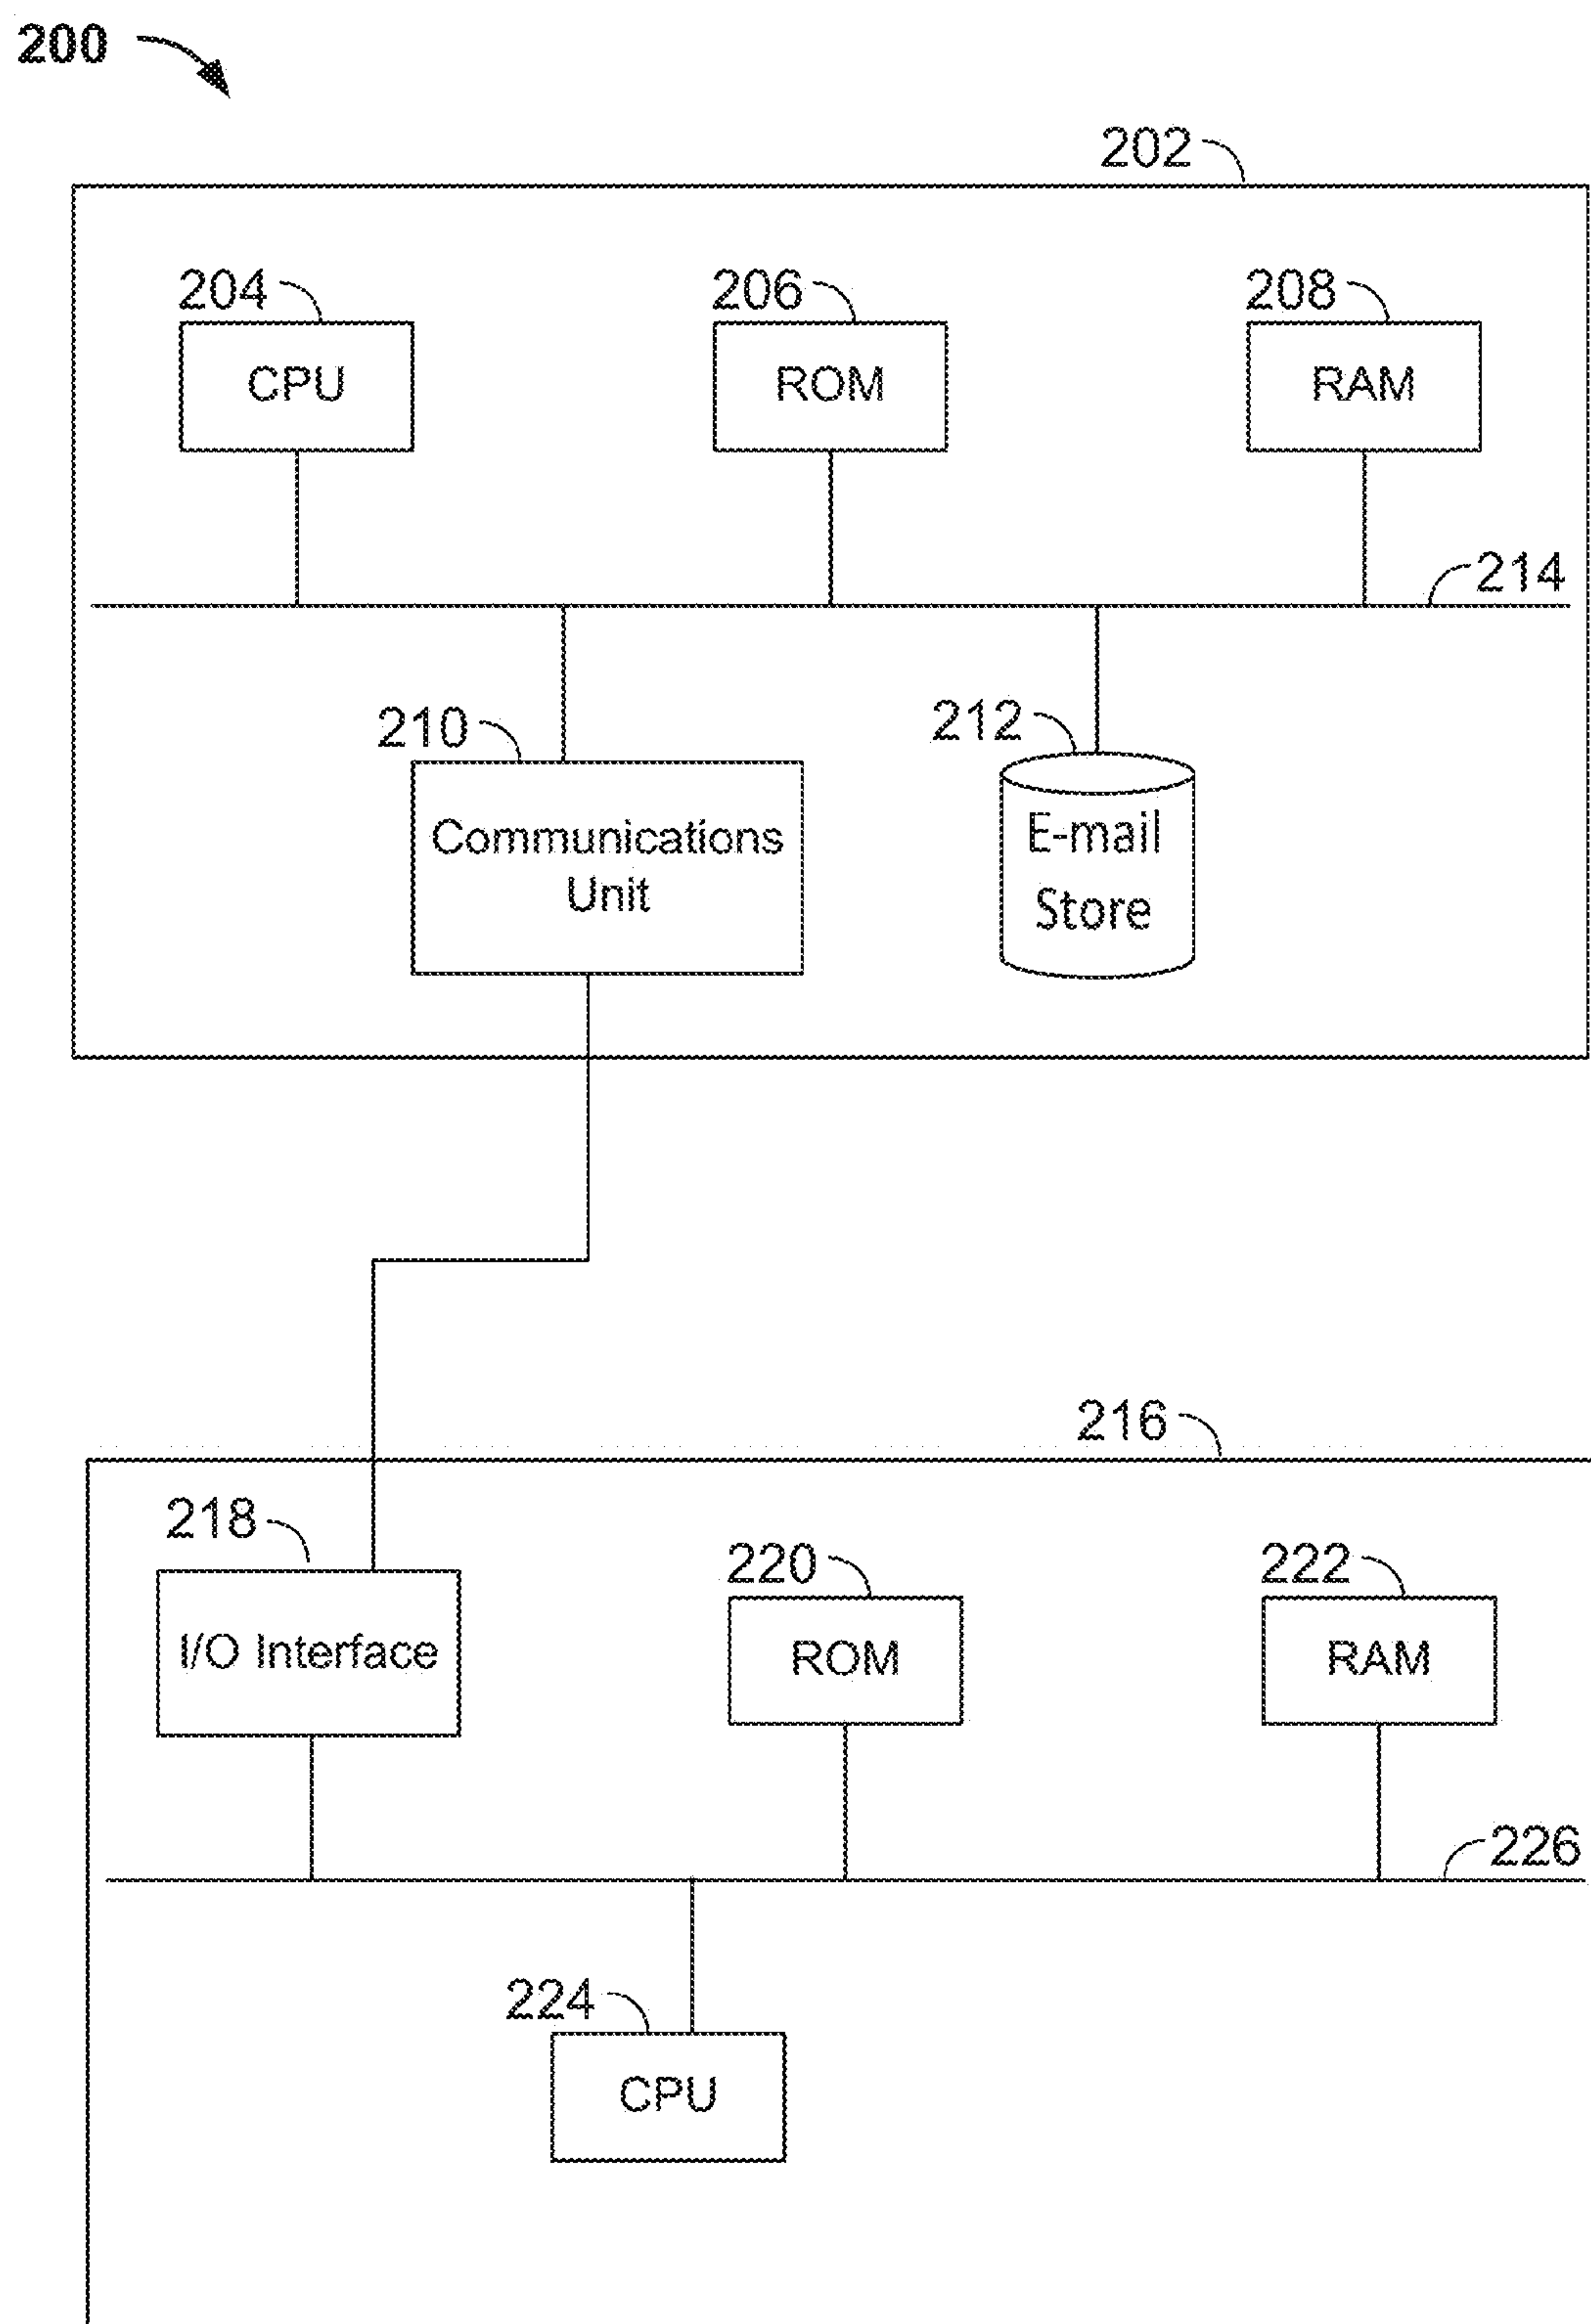 200
202
204
206
208
CPU
ROM
RAM
214
210
212
Communications
Unit
E-mail
Store
216
218
220
222
I/O Interface
ROM
RAM
226
224
CPU